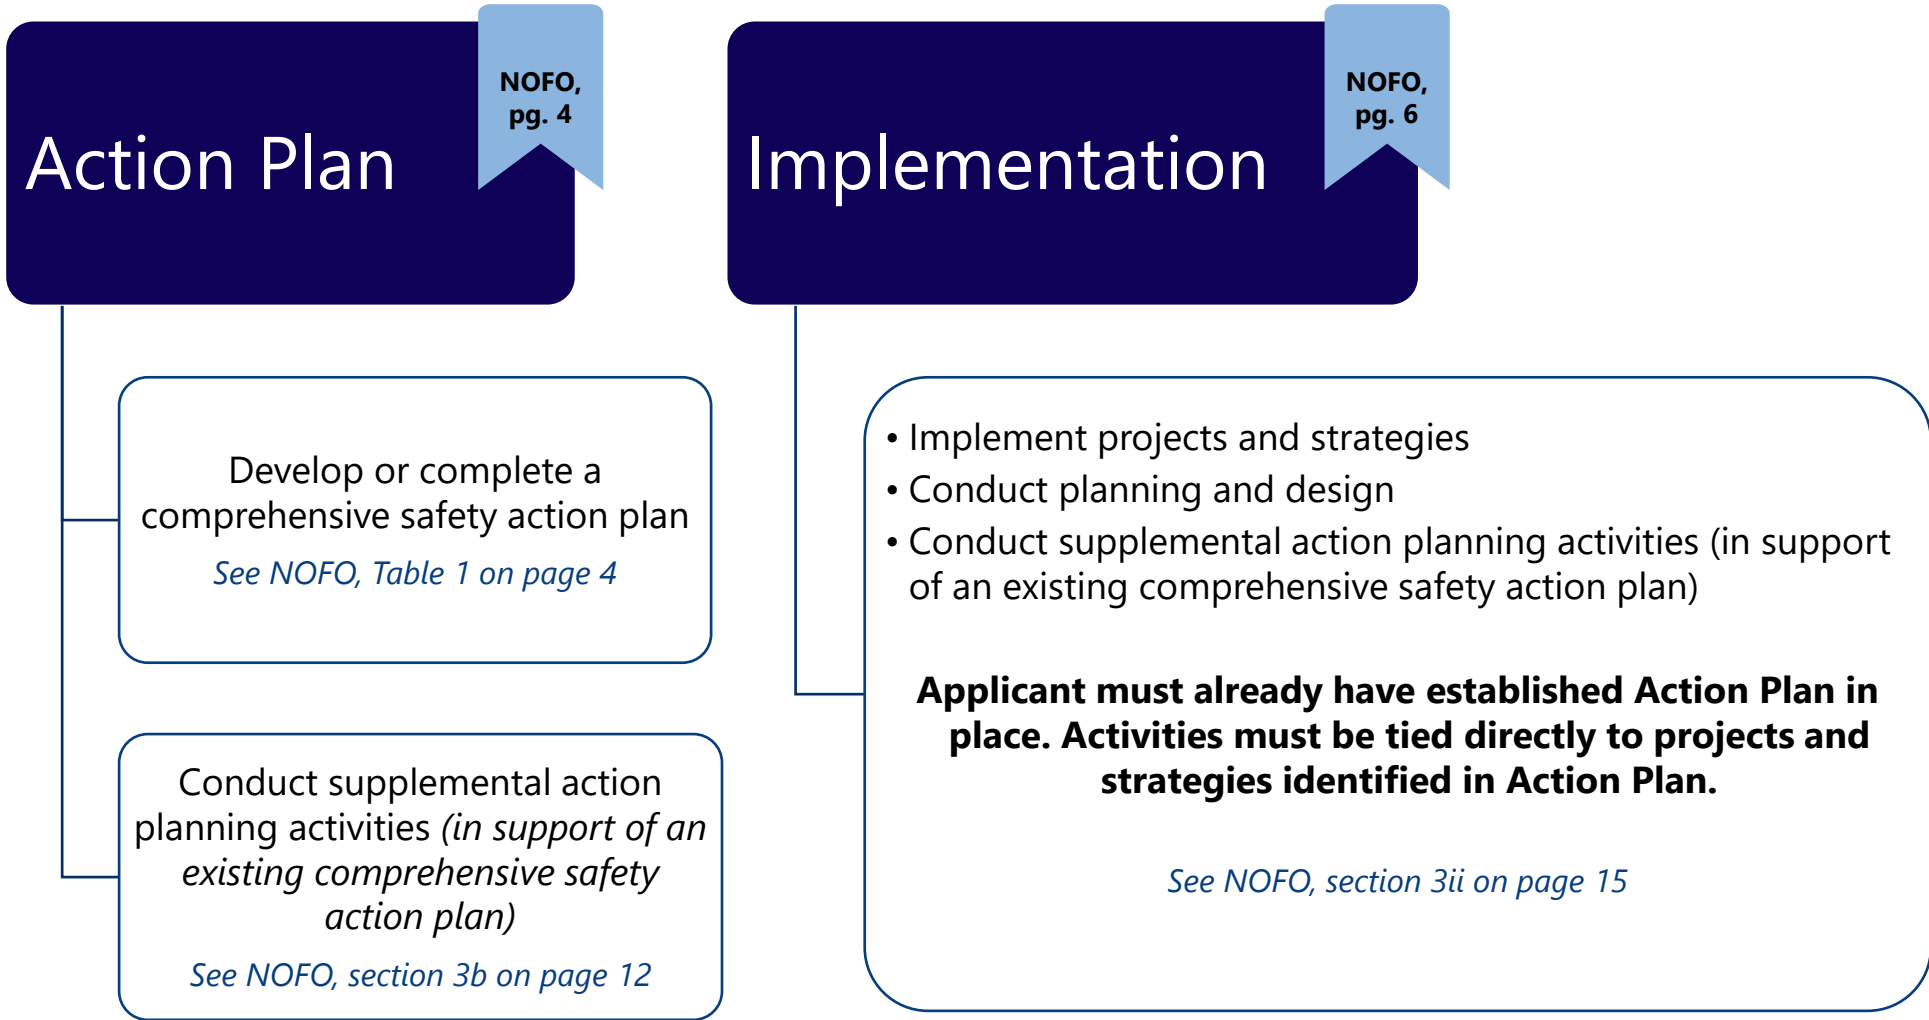 Action Plan
NOFO,
pg. 4
Develop or complete a
comprehensive safety action plan
See NOFO, Table 1 on page 4
Conduct supplemental action
planning activities (in support of an
existing comprehensive safety
action plan)
See NOFO, section 3b on page 12
Implementation
NOFO,
pg. 6
• Implement projects and strategies
• Conduct planning and design
• Conduct supplemental action planning activities (in support
of an existing comprehensive safety action plan)
Applicant must already have established Action Plan in
place. Activities must be tied directly to projects and
strategies identified in Action Plan.
See NOFO, section 3ii on page 15